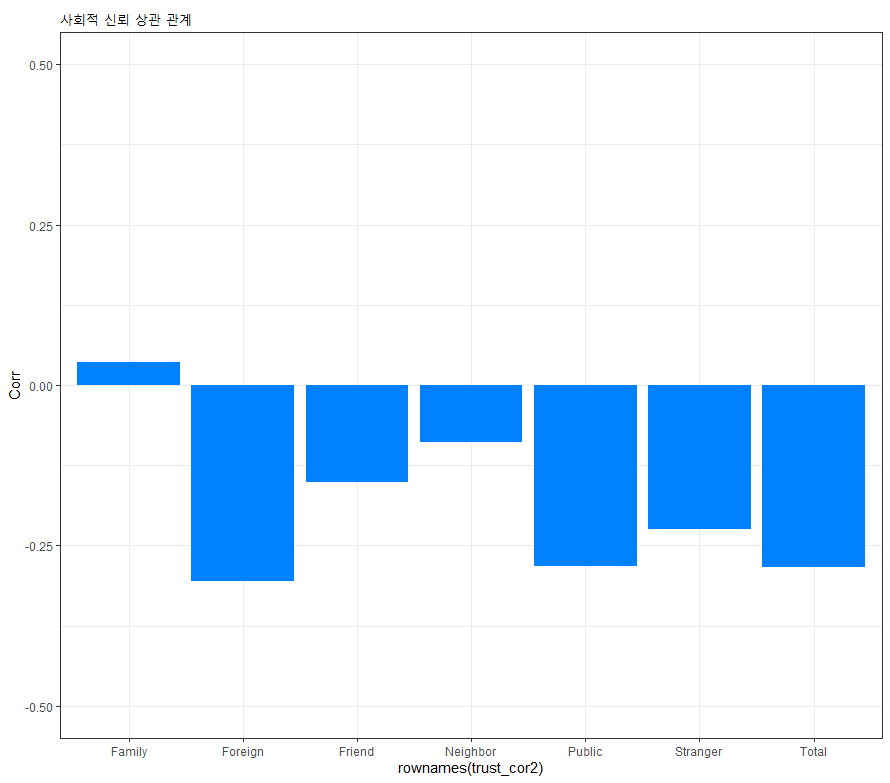 사회적 신뢰 상관 관계
0.50
0.25
0.00
-0.25
-0.50
Corr
Family Foreign Friend Neighbor Public Stranger Total
rownames(trust_cor2)